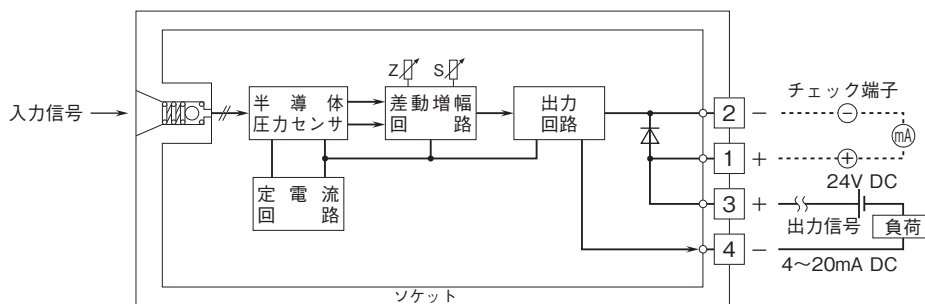 入力信号
半導体
圧力センサ
定電流
回路
Z
S
差動増幅
回路
出力
回路
ソケット
2
−
1
+
3
+
4
−
チェック端子
−
mA
+
24V DC
出力信号
負荷
4〜20mA DC